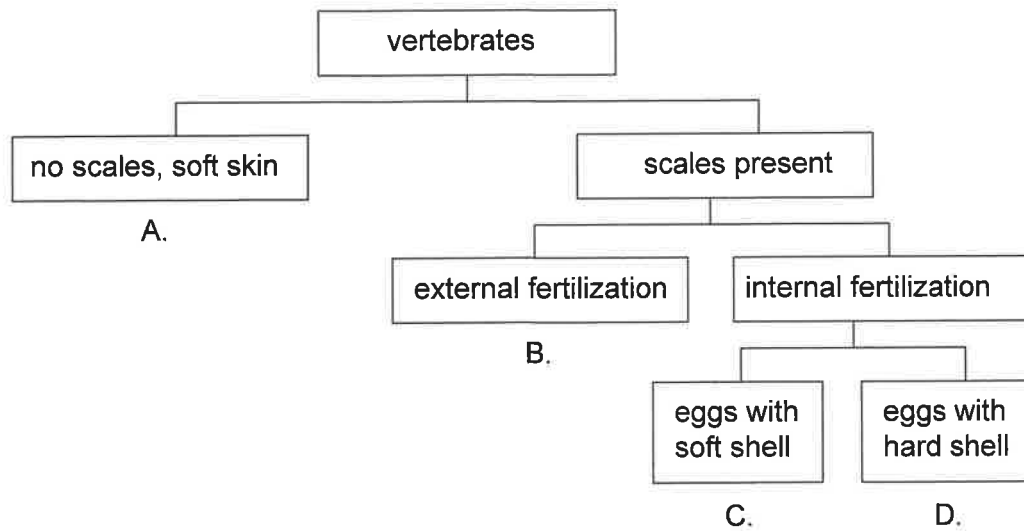 vertebrates
no scales, soft skin
scales present
A.
external fertilization
internal fertilization
B.
eggs with
soft shell
eggs with
hard shell
C.
D.